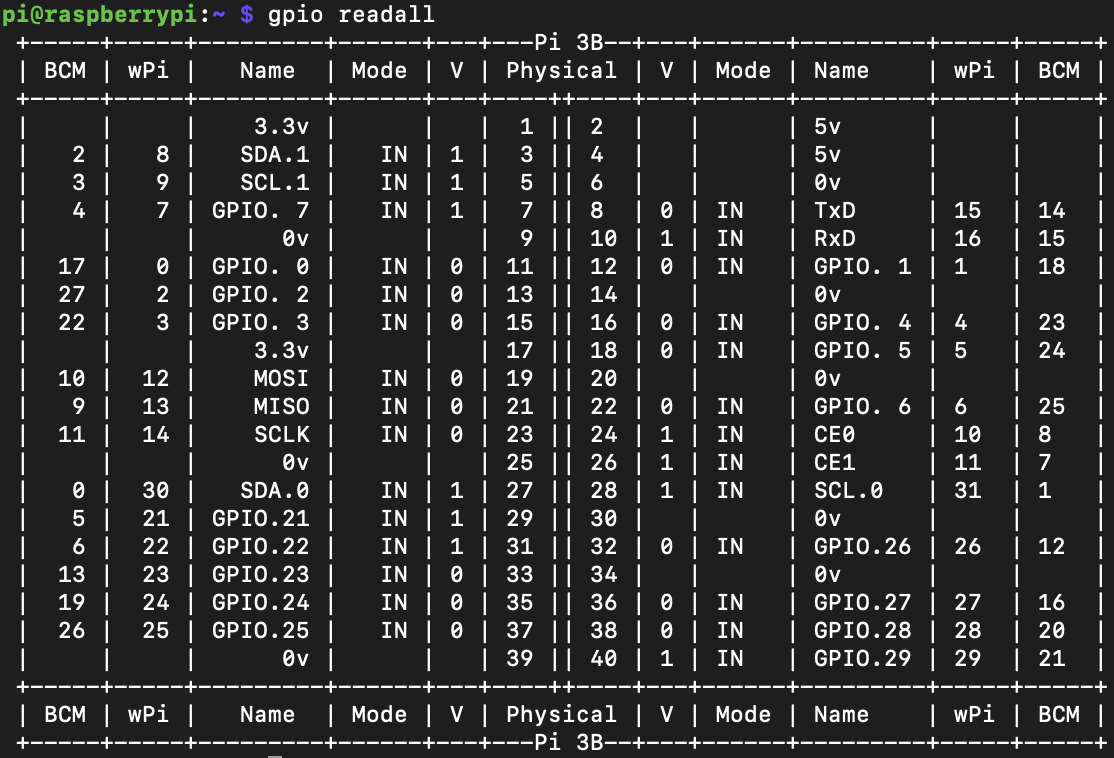 pi@raspberrypi:~ $ gpio readall
+-----+-----+---------+------+---+---Pi 3B--+---+------+---------+-----+-----+
| BCM | wPi |   Name  | Mode | V | Physical | V | Mode | Name    | wPi | BCM |
+-----+-----+---------+------+---+----++----+---+------+---------+-----+-----+
|     |     |    3.3v |      |   |  1 || 2  |   |      | 5v      |     |     |
|   2 |   8 |   SDA.1 |   IN | 1 |  3 || 4  |   |      | 5v      |     |     |
|   3 |   9 |   SCL.1 |   IN | 1 |  5 || 6  |   |      | 0v      |     |     |
|   4 |   7 | GPIO. 7 |   IN | 1 |  7 || 8  | 0 | IN   | TxD     | 15  | 14  |
|     |     |      0v |      |   |  9 || 10 | 1 | IN   | RxD     | 16  | 15  |
|  17 |   0 | GPIO. 0 |   IN | 0 | 11 || 12 | 0 | IN   | GPIO. 1 | 1   | 18  |
|  27 |   2 | GPIO. 2 |   IN | 0 | 13 || 14 |   |      | 0v      |     |     |
|  22 |   3 | GPIO. 3 |   IN | 0 | 15 || 16 | 0 | IN   | GPIO. 4 | 4   | 23  |
|     |     |    3.3v |      |   | 17 || 18 | 0 | IN   | GPIO. 5 | 5   | 24  |
|  10 |  12 |    MOSI |   IN | 0 | 19 || 20 |   |      | 0v      |     |     |
|   9 |  13 |    MISO |   IN | 0 | 21 || 22 | 0 | IN   | GPIO. 6 | 6   | 25  |
|  11 |  14 |    SCLK |   IN | 0 | 23 || 24 | 1 | IN   | CE0     | 10  | 8   |
|     |     |      0v |      |   | 25 || 26 | 1 | IN   | CE1     | 11  | 7   |
|   0 |  30 |   SDA.0 |   IN | 1 | 27 || 28 | 1 | IN   | SCL.0   | 31  | 1   |
|   5 |  21 | GPIO.21 |   IN | 1 | 29 || 30 |   |      | 0v      |     |     |
|   6 |  22 | GPIO.22 |   IN | 1 | 31 || 32 | 0 | IN   | GPIO.26 | 26  | 12  |
|  13 |  23 | GPIO.23 |   IN | 0 | 33 || 34 |   |      | 0v      |     |     |
|  19 |  24 | GPIO.24 |   IN | 0 | 35 || 36 | 0 | IN   | GPIO.27 | 27  | 16  |
|  26 |  25 | GPIO.25 |   IN | 0 | 37 || 38 | 0 | IN   | GPIO.28 | 28  | 20  |
|     |     |      0v |      |   | 39 || 40 | 1 | IN   | GPIO.29 | 29  | 21  |
+-----+-----+---------+------+---+----++----+---+------+---------+-----+-----+
| BCM | wPi |   Name  | Mode | V | Physical | V | Mode | Name    | wPi | BCM |
+-----+-----+---------+------+---+---Pi 3B--+---+------+---------+-----+-----+